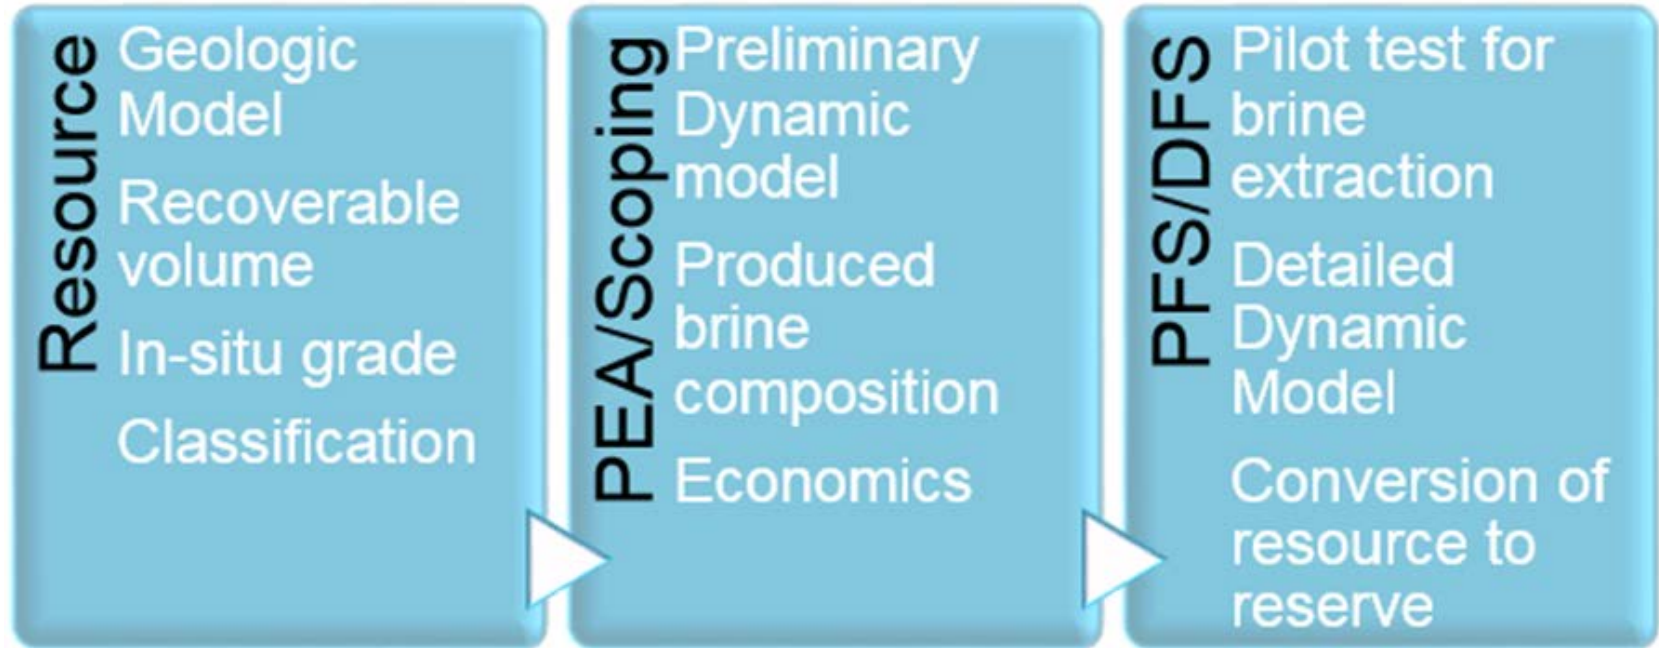 Resource
Geologic
Model
Recoverable
volume
In-situ grade
Classification
PEA/Scoping
Preliminary
Dynamic
model
Produced
brine
composition
Economics
PFS/DFS
Pilot test for
brine
extraction
Detailed
Dynamic
Model
Conversion of
resource to
reserve